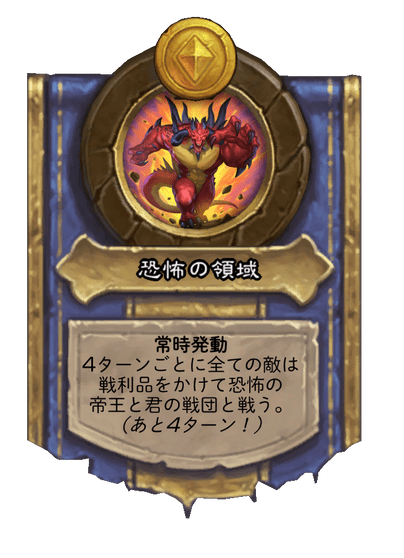 恐怖の領域
常時発動
4ターンごとに全ての敵は
戦利品をかけて恐怖の
帝王と君の戦団と戦う。
(あと4ターン！)